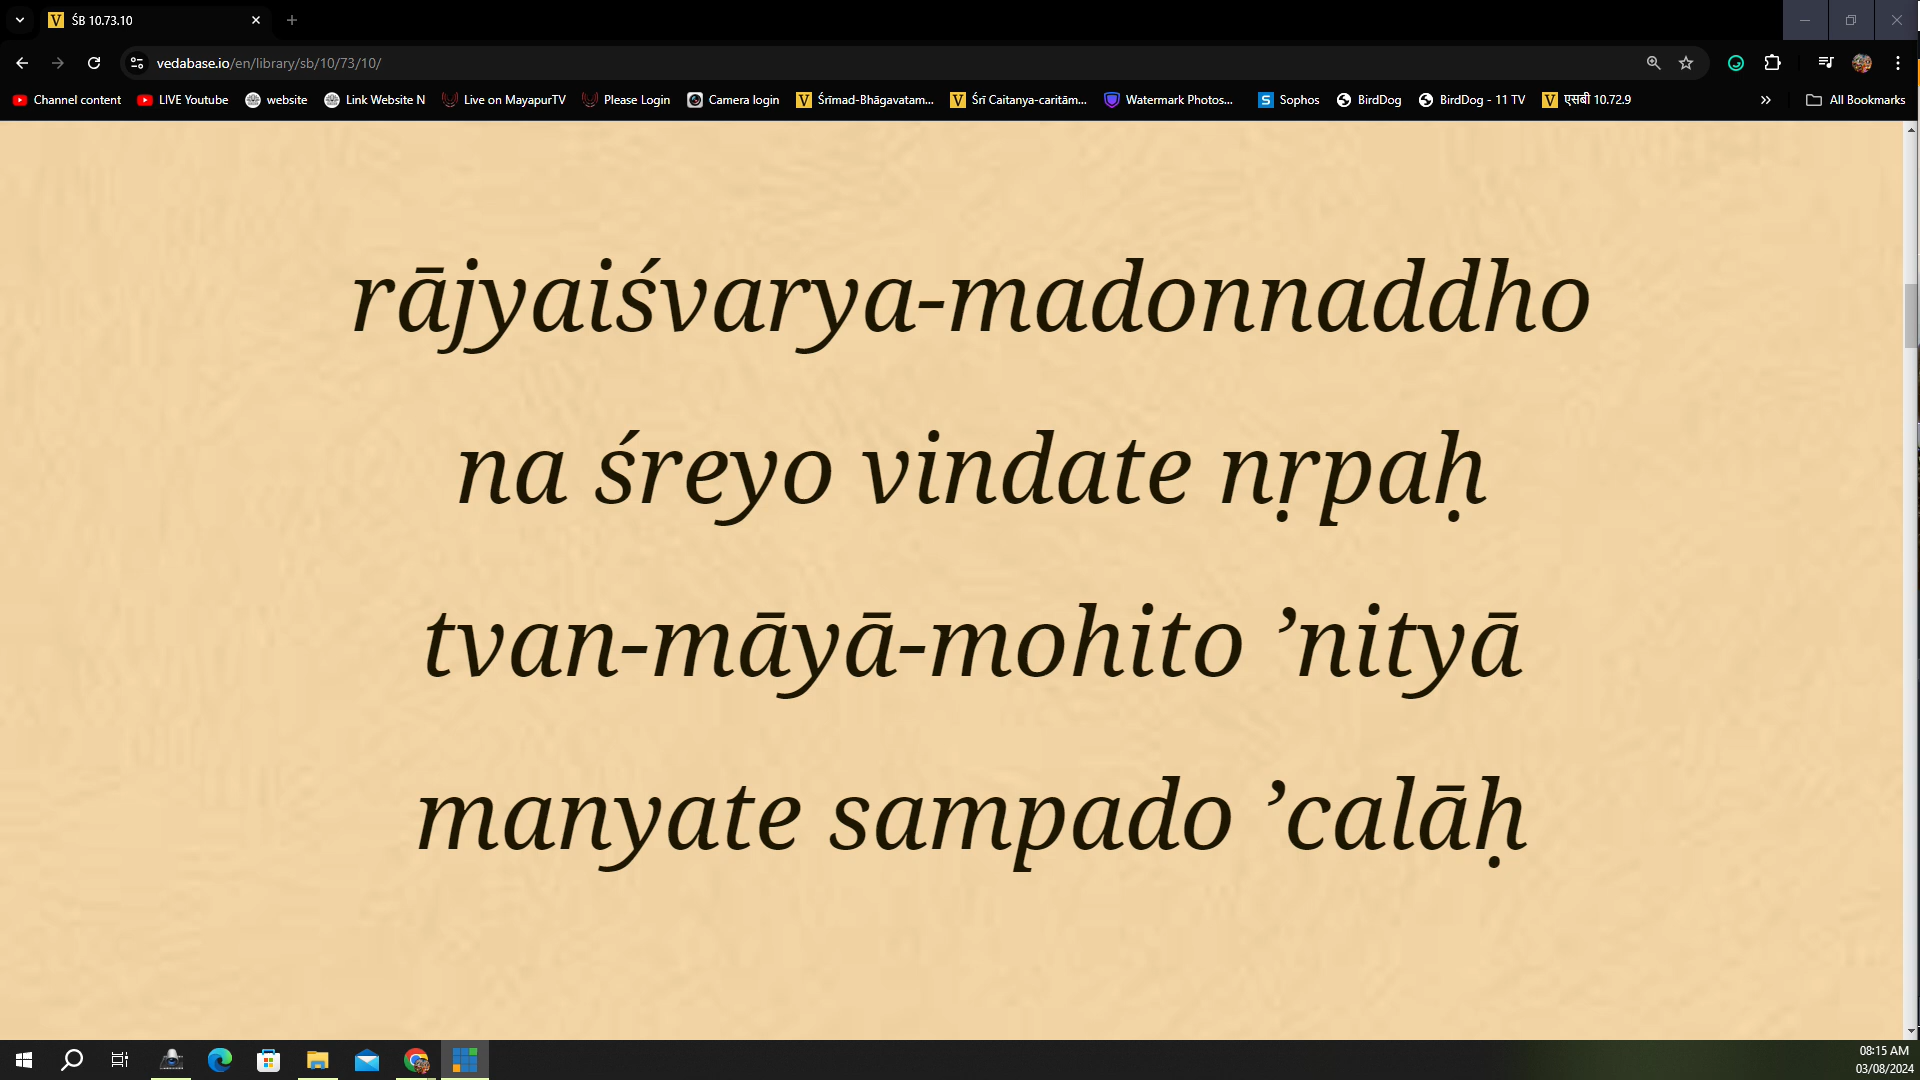 ŚB 10.73.10
vedabase.io/en/library/sb/10/73/10/
Channel content LIVE Youtube website Link Website N Live on MayapurTV Please Login Camera login Śrīmad-Bhāgavatam... Śrī Caitanya-caritām... Watermark Photos... Sophos BirdDog BirdDog - 11 TV एसबी 10.72.9 » All Bookmarks
rājyaiśvarya-madonnaddho
na śreyo vindate nṛpaḥ
tvan-māyā-mohito ’nityā
manyate sampado ’calāḥ
08:15 AM
03/08/2024